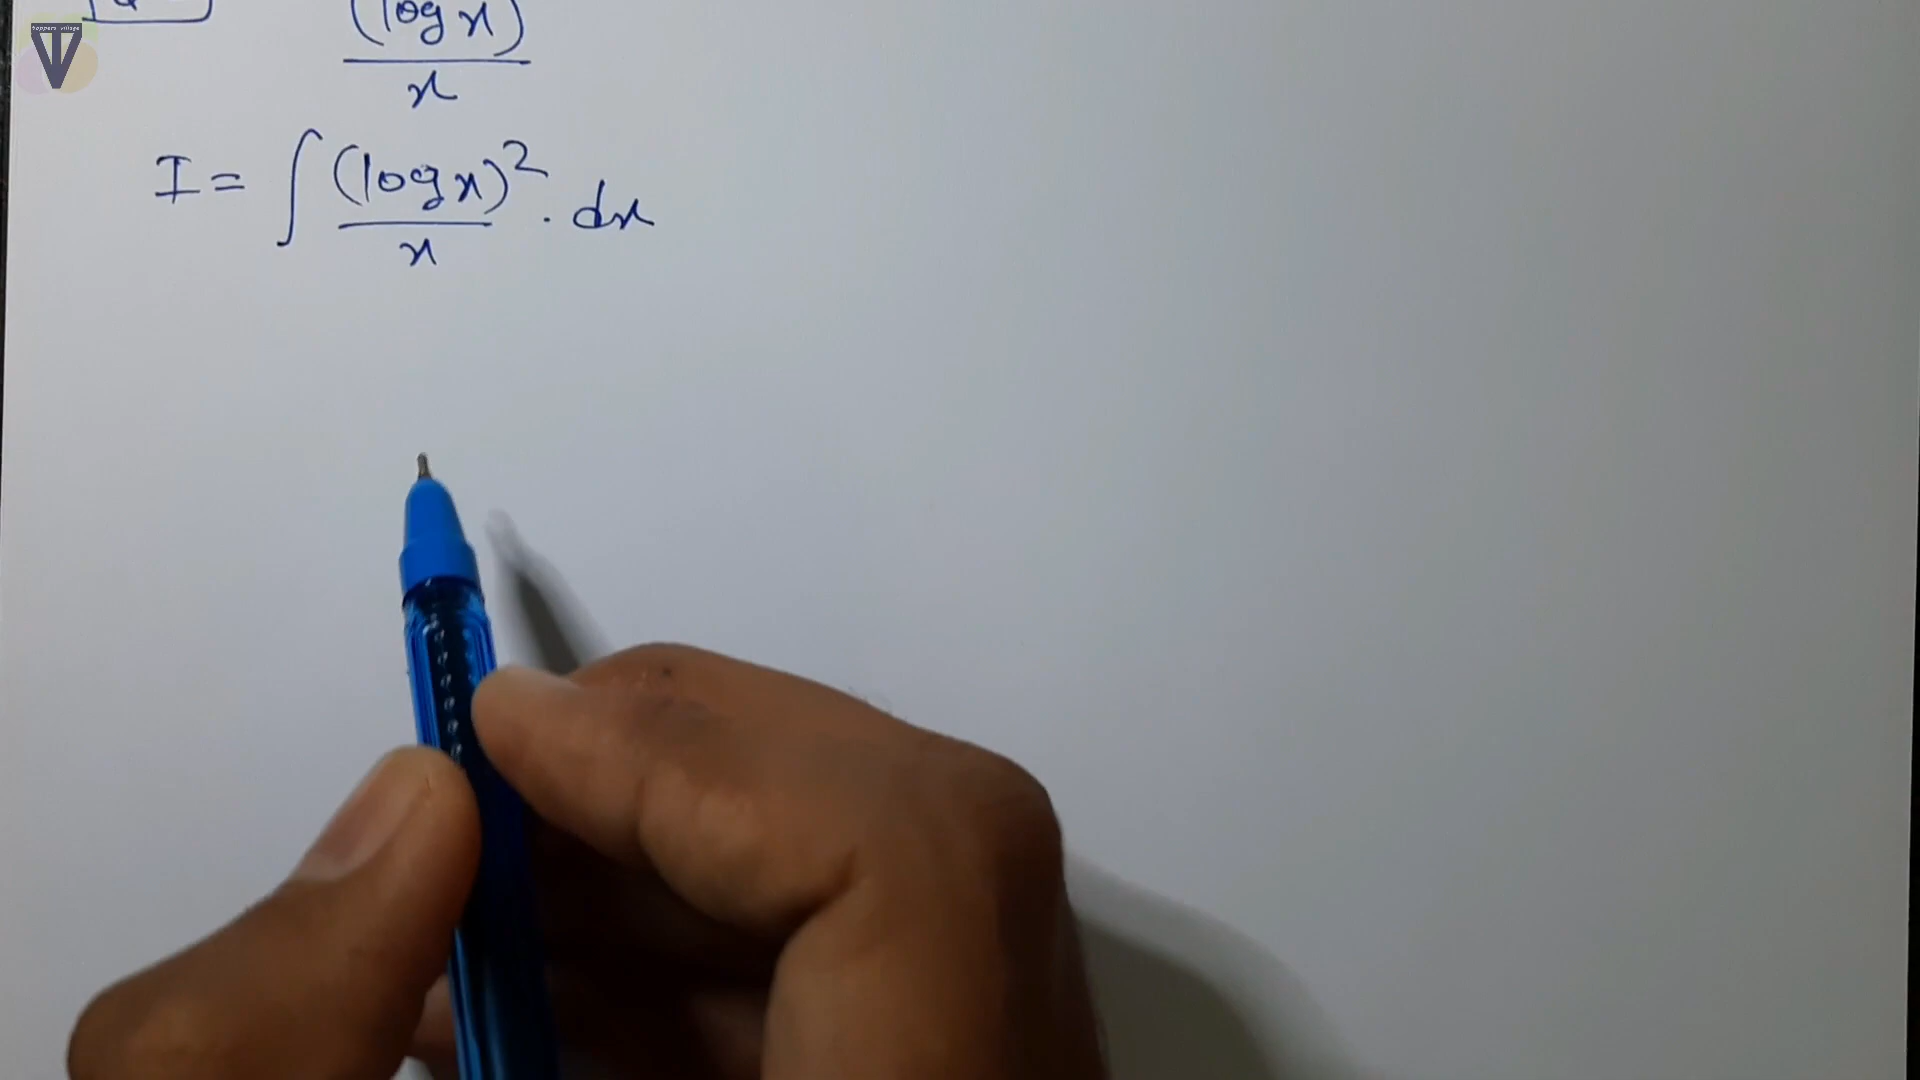 (log x)
x
I = ∫ (log x)² / x . dx